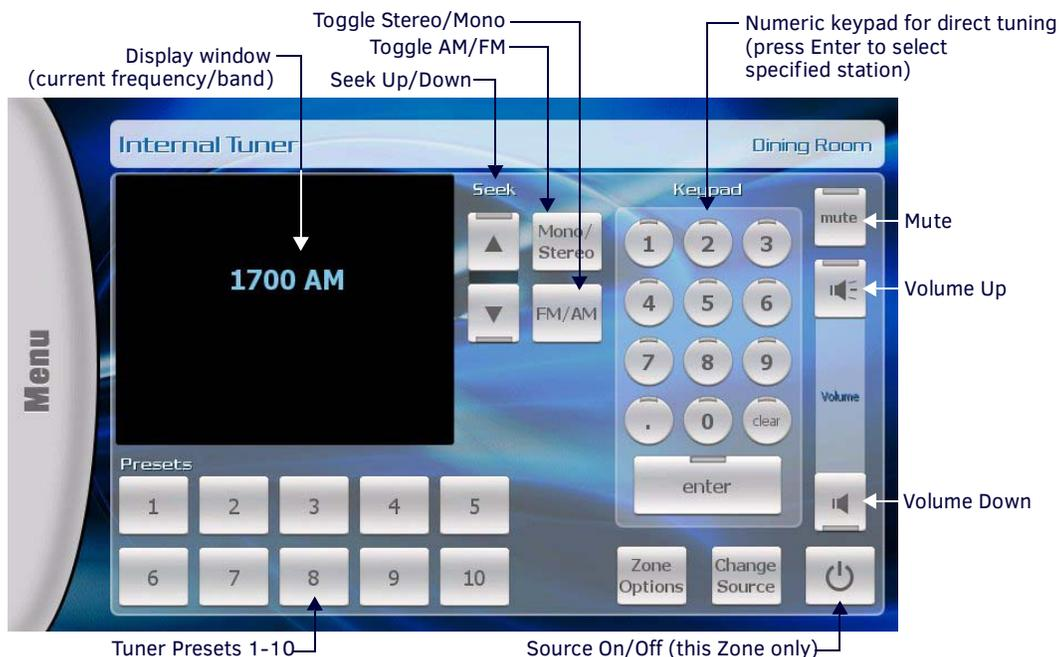 Toggle Stereo/Mono
Toggle AM/FM
Seek Up/Down
Display window
(current frequency/band)
Numeric keypad for direct tuning
(press Enter to select
specified station)
Internal Tuner
Dining Room
Menu
1700 AM
Seek
Mono/
Stereo
FM/AM
Keypad
1 2 3
4 5 6
7 8 9
. 0 clear
enter
mute
Volume
Mute
Volume Up
Volume Down
Presets
1 2 3 4 5
6 7 8 9 10
Zone
Options
Change
Source
Tuner Presets 1-10
Source On/Off (this Zone only)